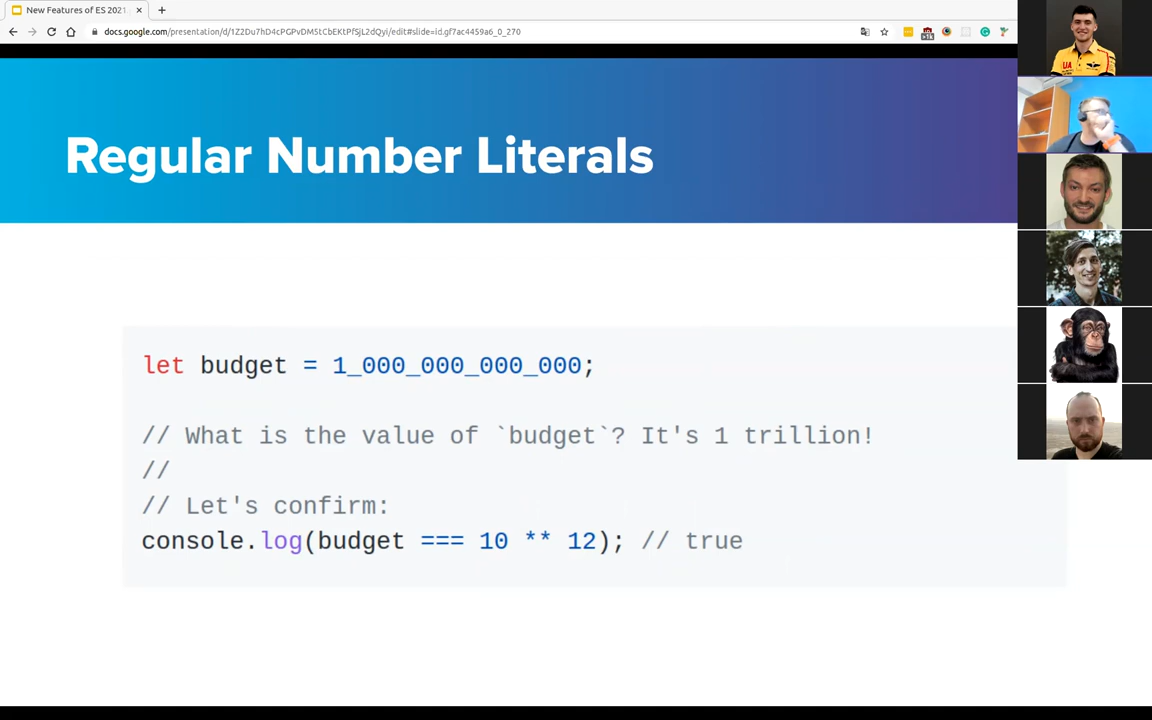 New Features of ES 2021
docs.google.com/presentation/d/1Z2Du7hD4cPGPvDM5tCbEKtPfSjL2dQyi/edit#slide=id.gf7ac4459a6_0_270
Regular Number Literals
let budget = 1_000_000_000_000;
// What is the value of `budget`? It's 1 trillion!
//
// Let's confirm:
console.log(budget === 10 ** 12); // true
UA